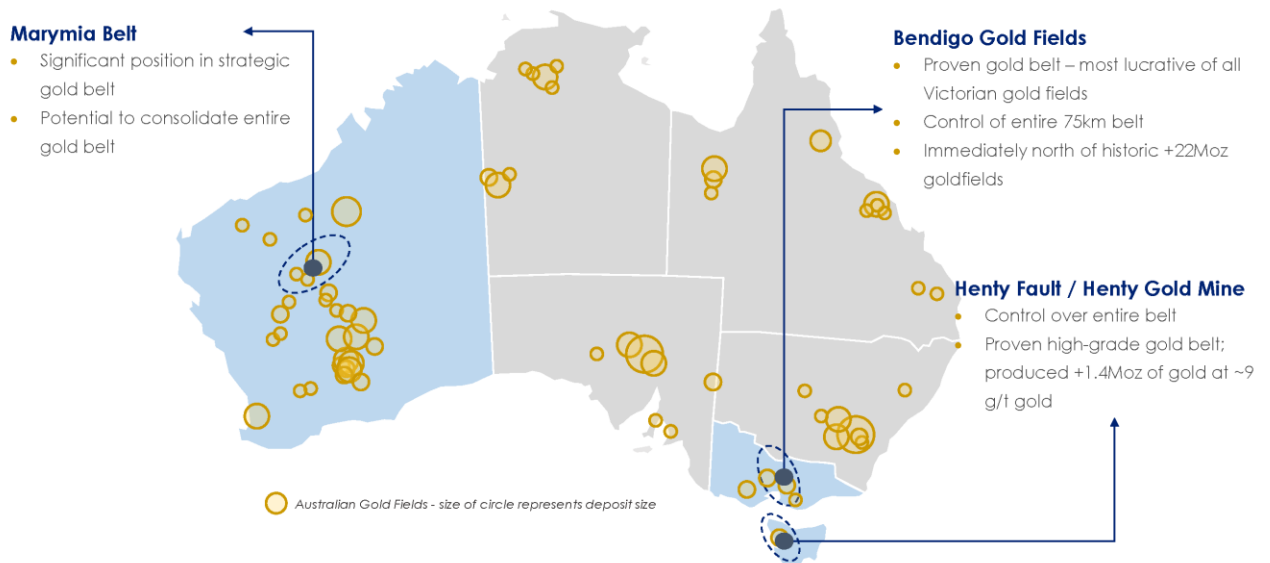 Marymia Belt
• Significant position in strategic
gold belt
• Potential to consolidate entire
gold belt
Bendigo Gold Fields
• Proven gold belt – most lucrative of all
Victorian gold fields
• Control of entire 75km belt
• Immediately north of historic +22Moz
goldfields
Henty Fault / Henty Gold Mine
• Control over entire belt
• Proven high-grade gold belt;
produced +1.4Moz of gold at ~9
g/t gold
Australian Gold Fields - size of circle represents deposit size